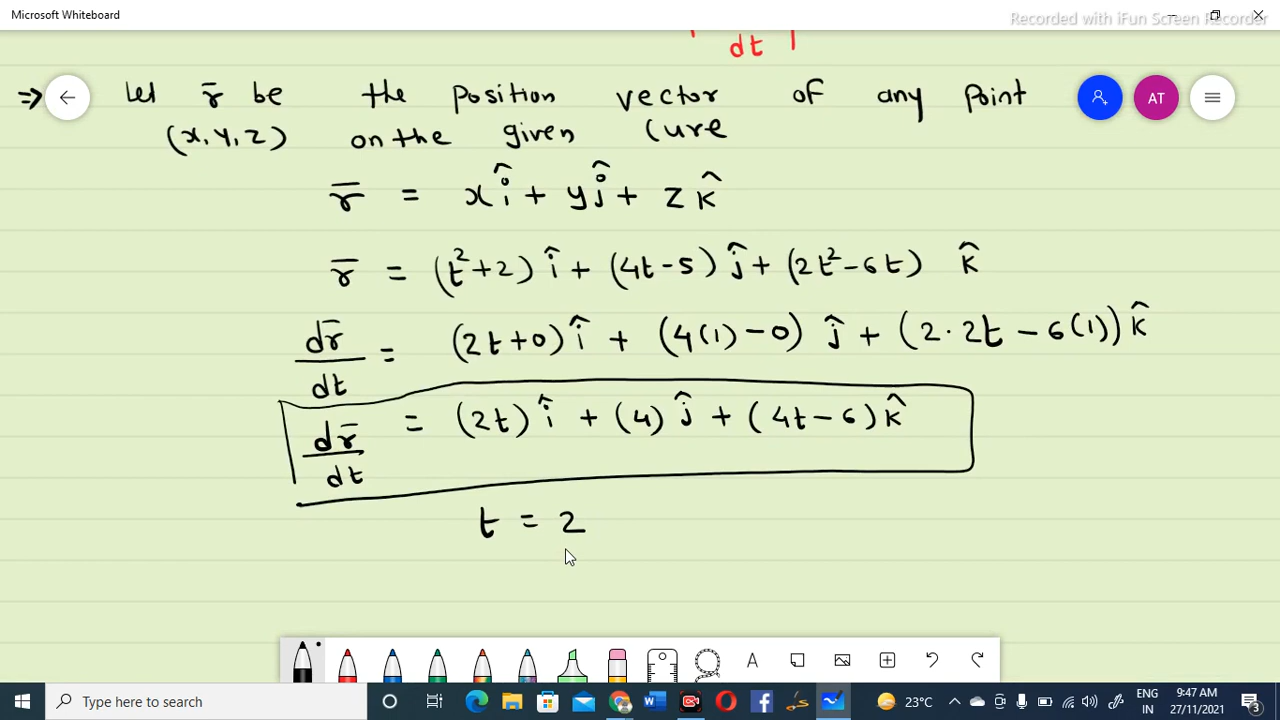 Microsoft Whiteboard
Recorded with iFun Screen Recorder
dt
⇒ Let r̄ be the position vector of any point
(x, y, z) on the given cure
r̄ = xî + yĵ + zk̂
r̄ = (t²+2) î + (4t-5) ĵ + (2t²-6t) k̂
dr̄/dt = (2t+0) î + (4(1)-0) ĵ + (2·2t - 6(1)) k̂
dr̄/dt = (2t) î + (4) ĵ + (4t-6) k̂
t = 2
AT
A
Type here to search
23°C
ENG
IN
9:47 AM
27/11/2021
3